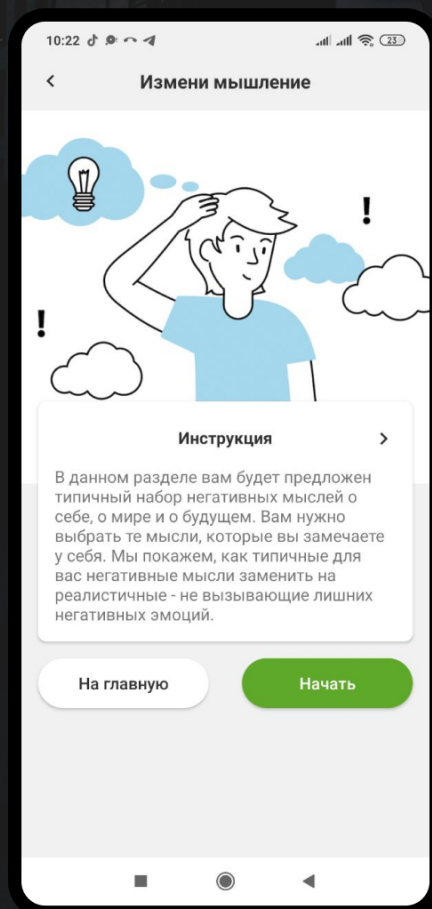 10:22
23
Измени мышление
!
!
Инструкция
В данном разделе вам будет предложен
типичный набор негативных мыслей о
себе, о мире и о будущем. Вам нужно
выбрать те мысли, которые вы замечаете
у себя. Мы покажем, как типичные для
вас негативные мысли заменить на
реалистичные - не вызывающие лишних
негативных эмоций.
На главную
Начать